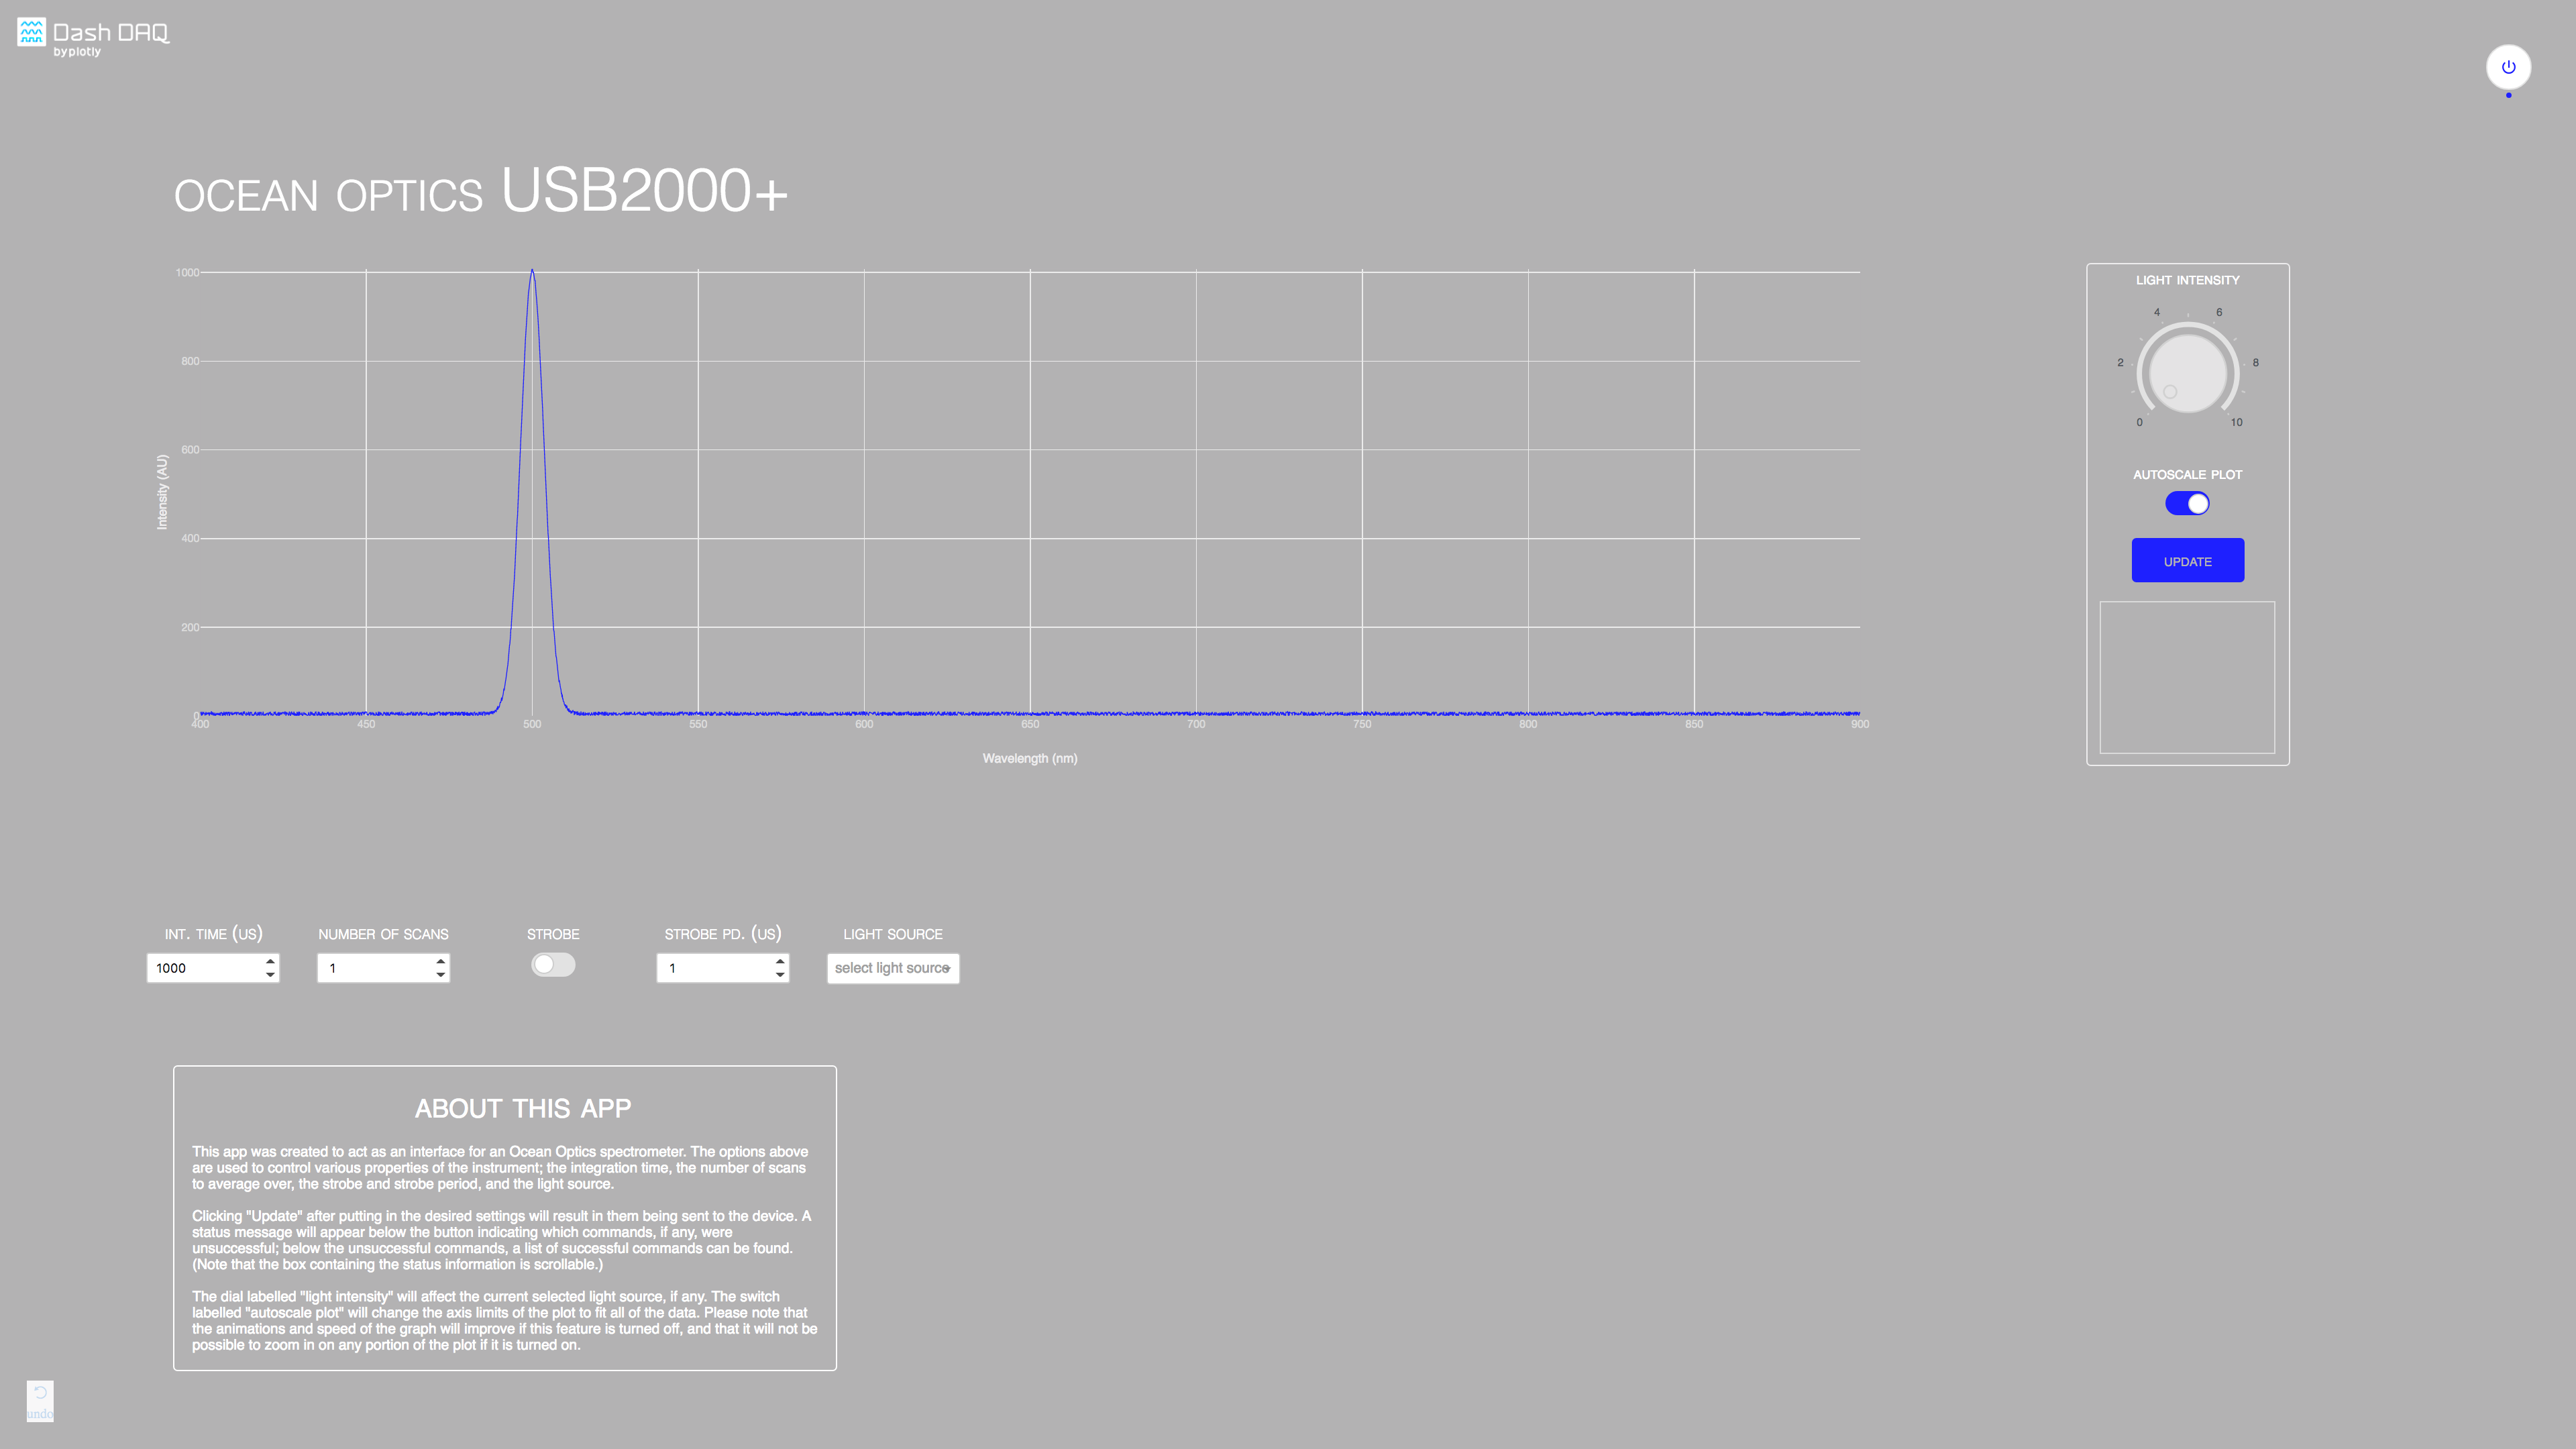 Dash DAQ
by plotly
OCEAN OPTICS USB2000+
1000
800
600
400
200
0
Intensity (AU)
400 450 500 550 600 650 700 750 800 850 900
Wavelength (nm)
LIGHT INTENSITY
4 6
2 8
0 10
AUTOSCALE PLOT
UPDATE
INT. TIME (US) NUMBER OF SCANS STROBE STROBE PD. (US) LIGHT SOURCE
1000 1 1 select light source
ABOUT THIS APP
This app was created to act as an interface for an Ocean Optics spectrometer. The options above
are used to control various properties of the instrument; the integration time, the number of scans
to average over, the strobe and strobe period, and the light source.
Clicking "Update" after putting in the desired settings will result in them being sent to the device. A
status message will appear below the button indicating which commands, if any, were
unsuccessful; below the unsuccessful commands, a list of successful commands can be found.
(Note that the box containing the status information is scrollable.)
The dial labelled "light intensity" will affect the current selected light source, if any. The switch
labelled "autoscale plot" will change the axis limits of the plot to fit all of the data. Please note that
the animations and speed of the graph will improve if this feature is turned off, and that it will not be
possible to zoom in on any portion of the plot if it is turned on.
undo